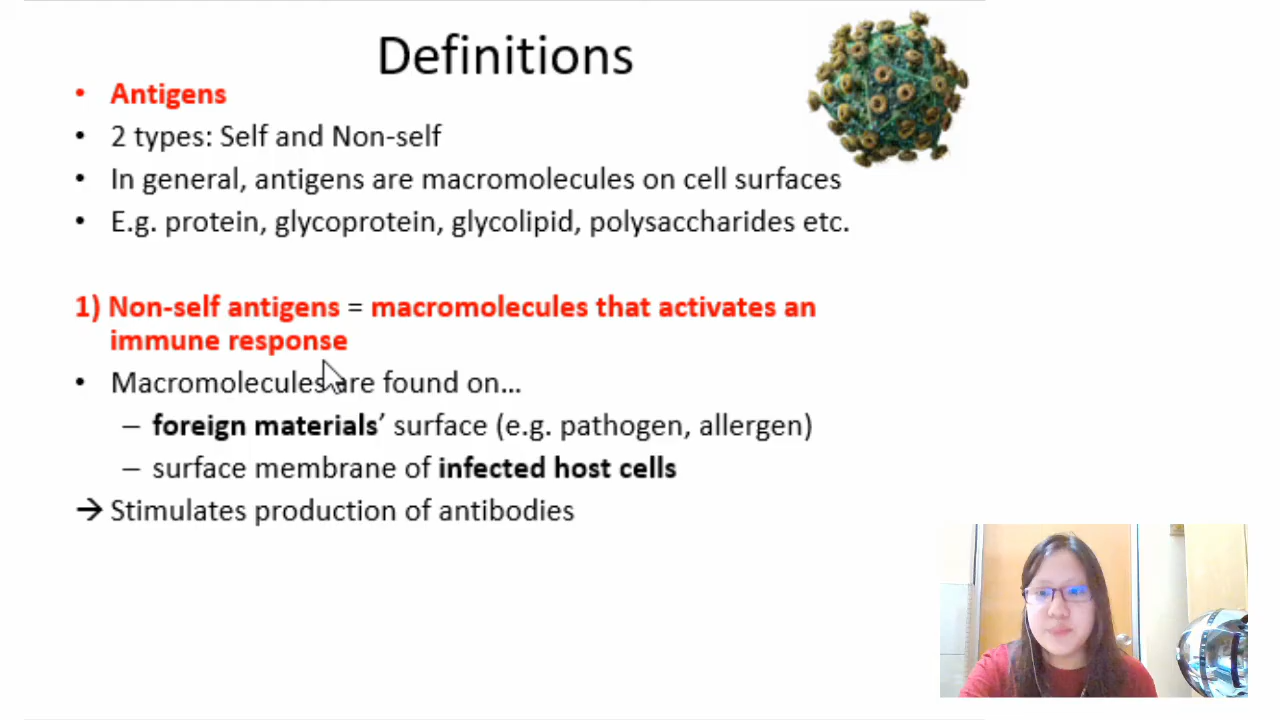 Definitions
• Antigens
• 2 types: Self and Non-self
• In general, antigens are macromolecules on cell surfaces
• E.g. protein, glycoprotein, glycolipid, polysaccharides etc.
1) Non-self antigens = macromolecules that activates an
immune response
• Macromolecules are found on...
– foreign materials’ surface (e.g. pathogen, allergen)
– surface membrane of infected host cells
→ Stimulates production of antibodies